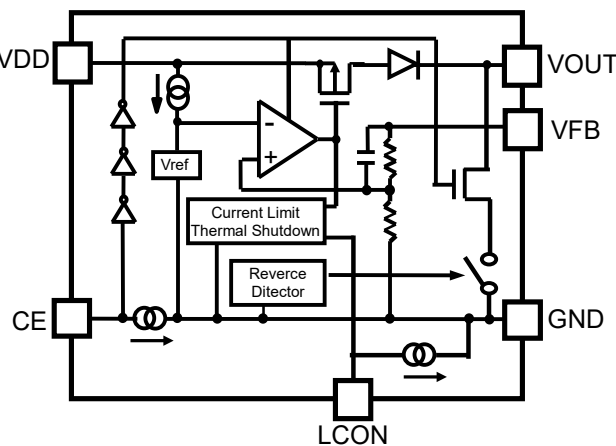 VDD
VOUT
VFB
-
+
Vref
Current Limit
Thermal Shutdown
Reverce
Ditector
CE
GND
LCON